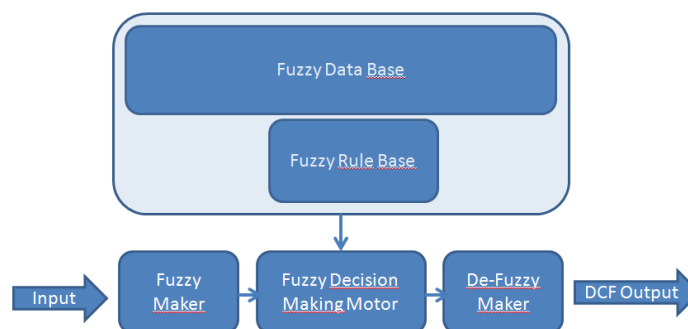 Fuzzy Data Base
Fuzzy Rule Base
Input
Fuzzy
Maker
Fuzzy Decision
Making Motor
De-Fuzzy
Maker
DCF Output